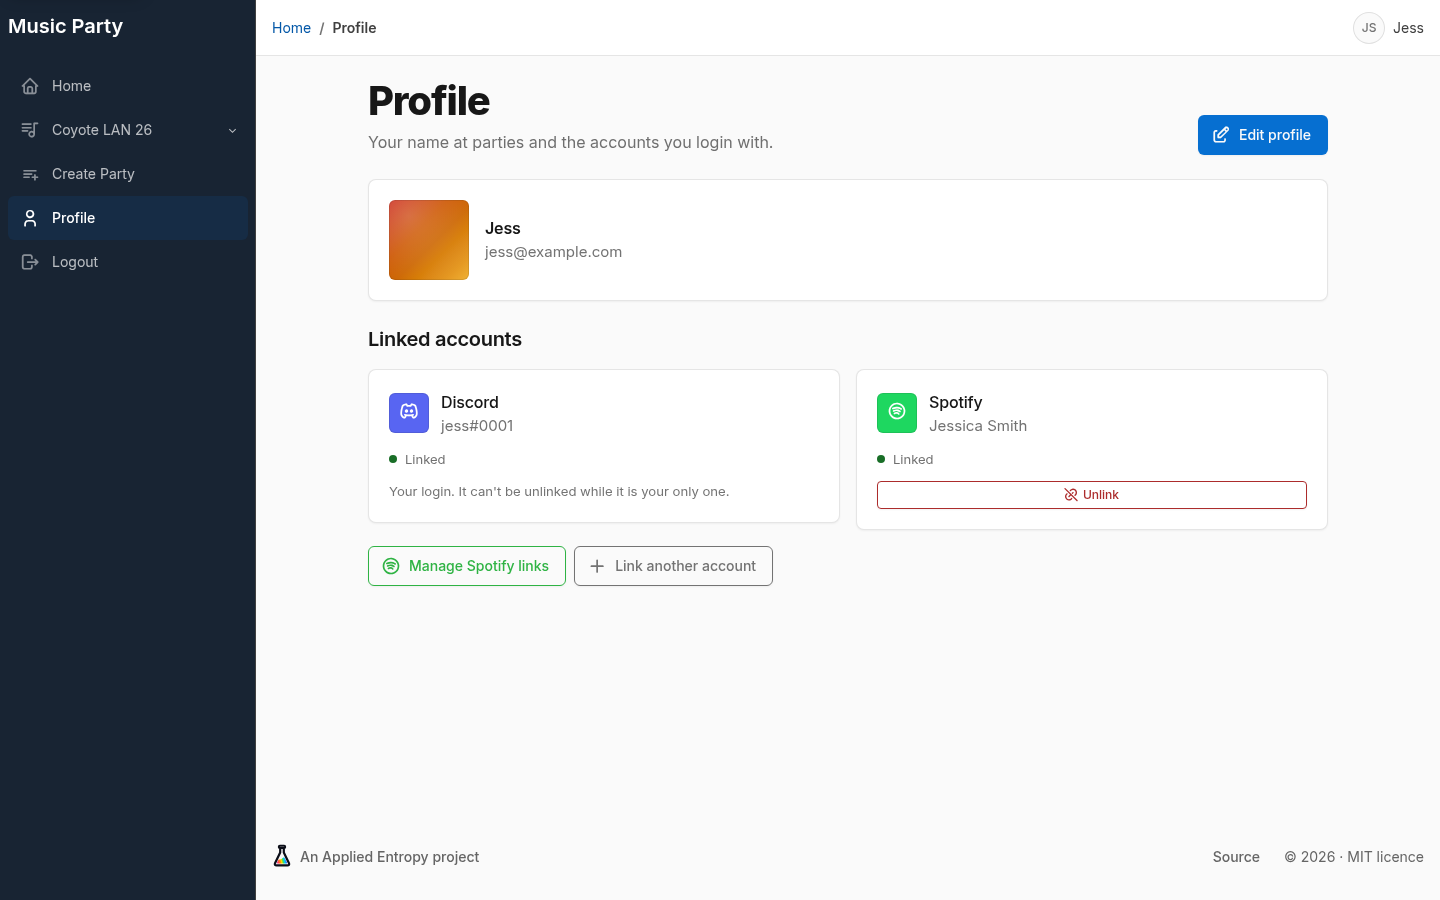 Music Party
Home
Coyote LAN 26
Create Party
Profile
Logout
Home / Profile
JS Jess
Profile
Your name at parties and the accounts you login with.
Edit profile
Jess
jess@example.com
Linked accounts
Discord
jess#0001
Linked
Your login. It can't be unlinked while it is your only one.
Spotify
Jessica Smith
Linked
Unlink
Manage Spotify links
Link another account
An Applied Entropy project
Source
© 2026 · MIT licence